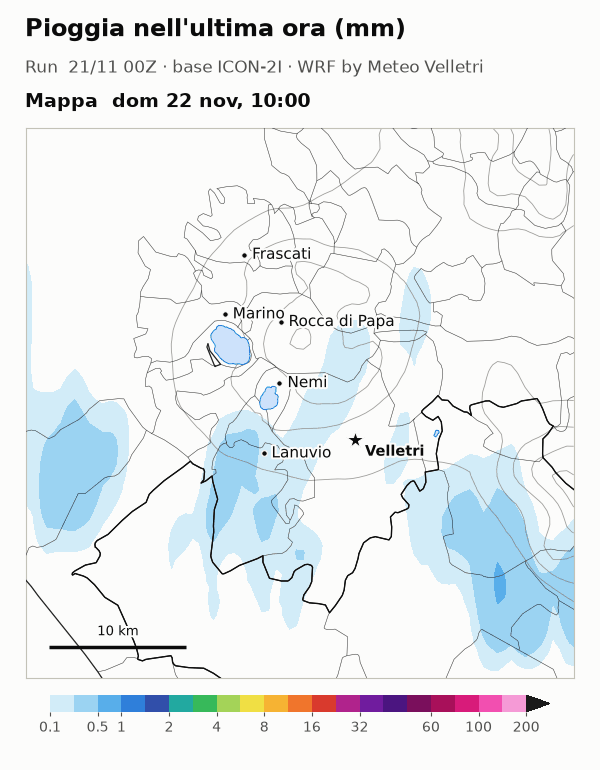 Pioggia nell'ultima ora (mm)
Run  21/11 00Z · base ICON-2I · WRF by Meteo Velletri
Mappa  dom 22 nov, 10:00
Frascati
Marino
Rocca di Papa
Nemi
Velletri
Lanuvio
10 km
0.1 0.5 1 2 4 8 16 32 60 100 200